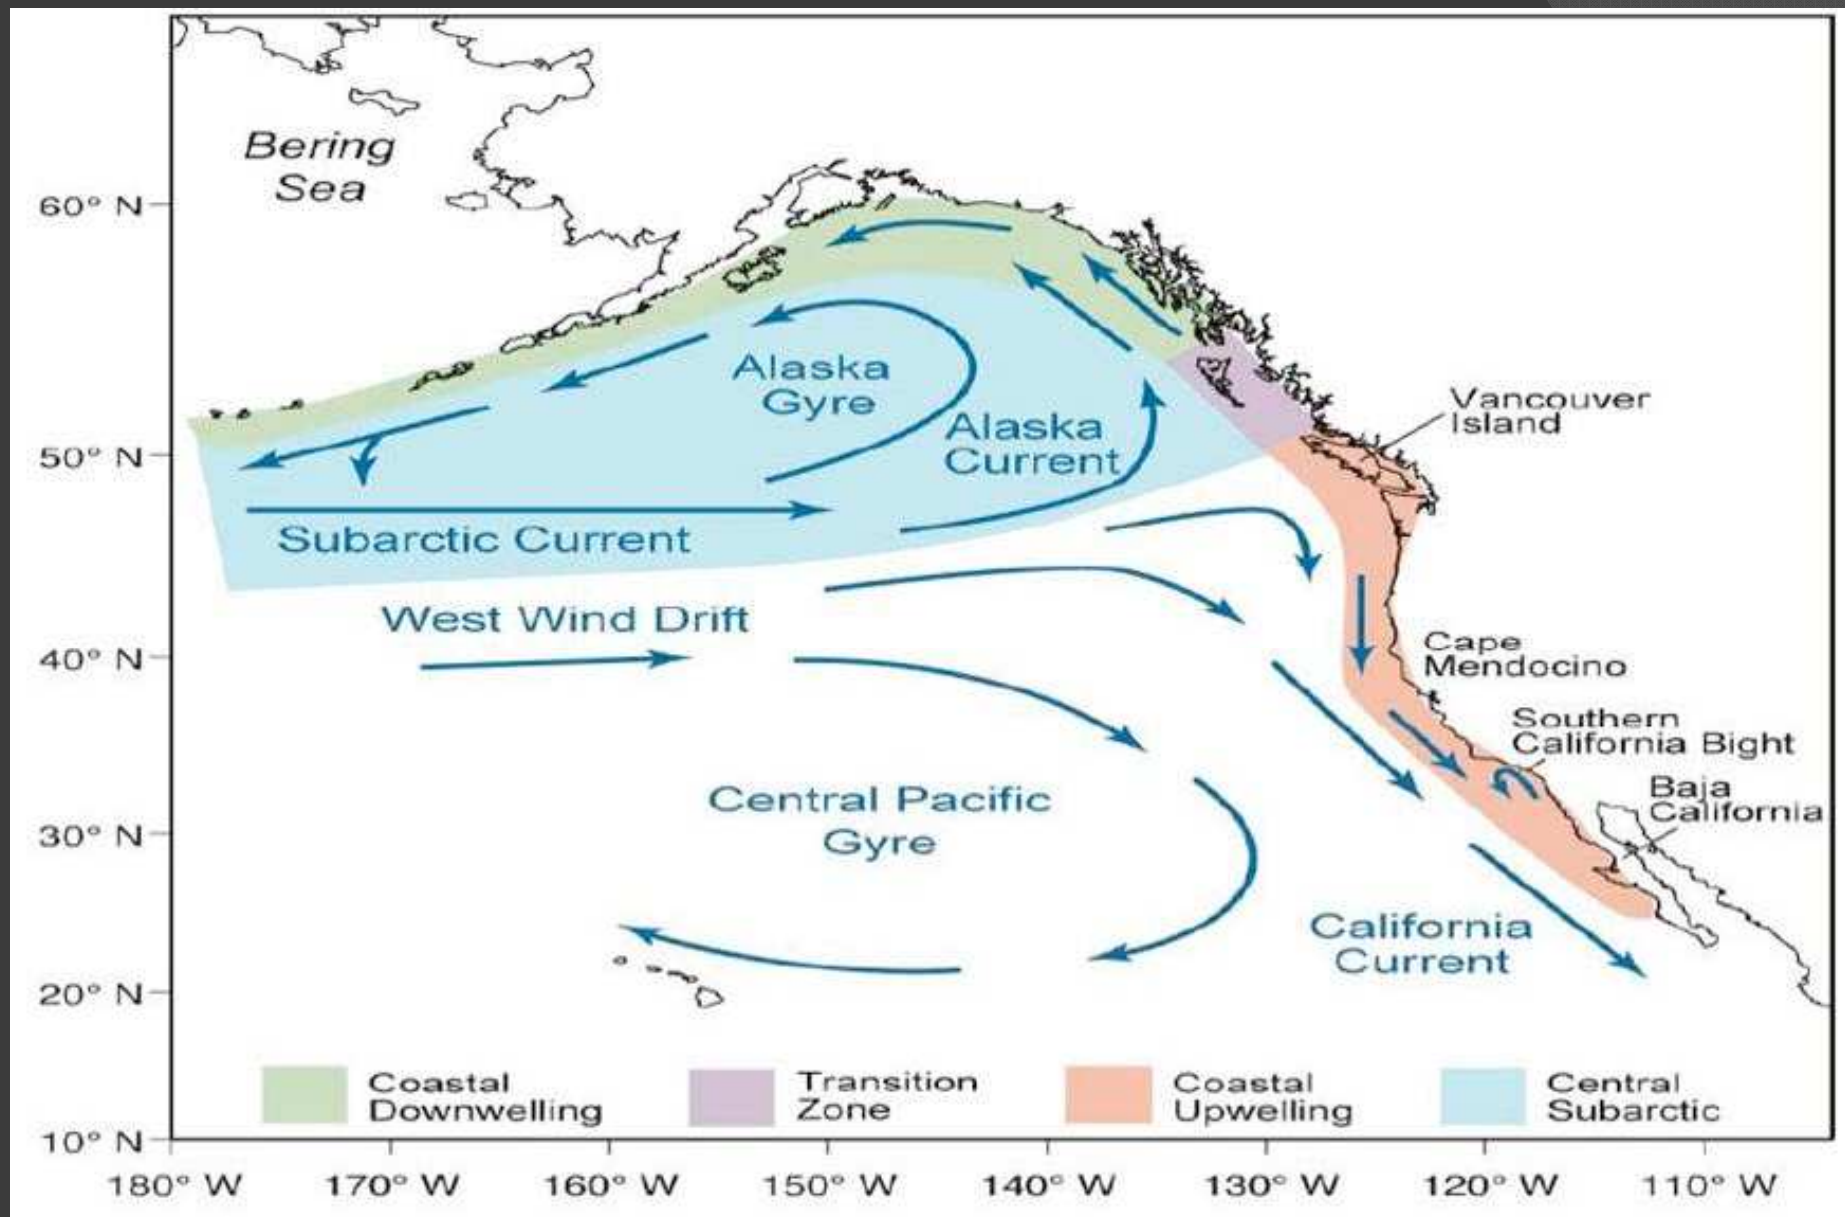 Bering
Sea
60° N
50° N
40° N
30° N
20° N
10° N
Alaska
Gyre
Alaska
Current
Subarctic Current
West Wind Drift
Central Pacific
Gyre
California
Current
Vancouver
Island
Cape
Mendocino
Southern
California Bight
Baja
California
Coastal
Downwelling
Transition
Zone
Coastal
Upwelling
Central
Subarctic
180° W
170° W
160° W
150° W
140° W
130° W
120° W
110° W